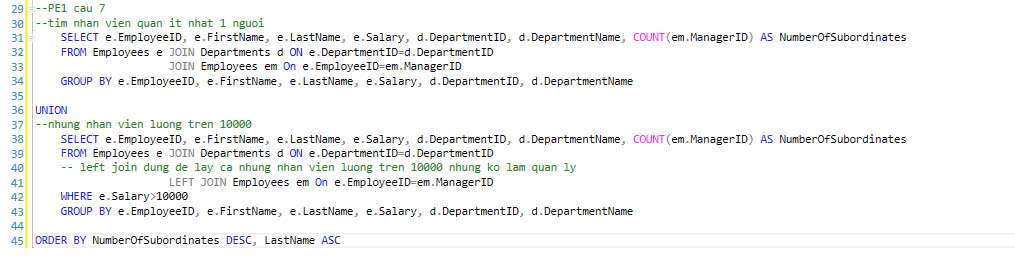 29 --PE1 cau 7
30 --tim nhan vien quan it nhat 1 nguoi
31 SELECT e.EmployeeID, e.FirstName, e.LastName, e.Salary, d.DepartmentID, d.DepartmentName, COUNT(em.ManagerID) AS NumberOfSubordinates
32 FROM Employees e JOIN Departments d ON e.DepartmentID=d.DepartmentID
33 JOIN Employees em On e.EmployeeID=em.ManagerID
34 GROUP BY e.EmployeeID, e.FirstName, e.LastName, e.Salary, d.DepartmentID, d.DepartmentName
35
36 UNION
37 --nhung nhan vien luong tren 10000
38 SELECT e.EmployeeID, e.FirstName, e.LastName, e.Salary, d.DepartmentID, d.DepartmentName, COUNT(em.ManagerID) AS NumberOfSubordinates
39 FROM Employees e JOIN Departments d ON e.DepartmentID=d.DepartmentID
40 -- left join dung de lay ca nhung nhan vien luong tren 10000 nhung ko lam quan ly
41 LEFT JOIN Employees em On e.EmployeeID=em.ManagerID
42 WHERE e.Salary>10000
43 GROUP BY e.EmployeeID, e.FirstName, e.LastName, e.Salary, d.DepartmentID, d.DepartmentName
44
45 ORDER BY NumberOfSubordinates DESC, LastName ASC